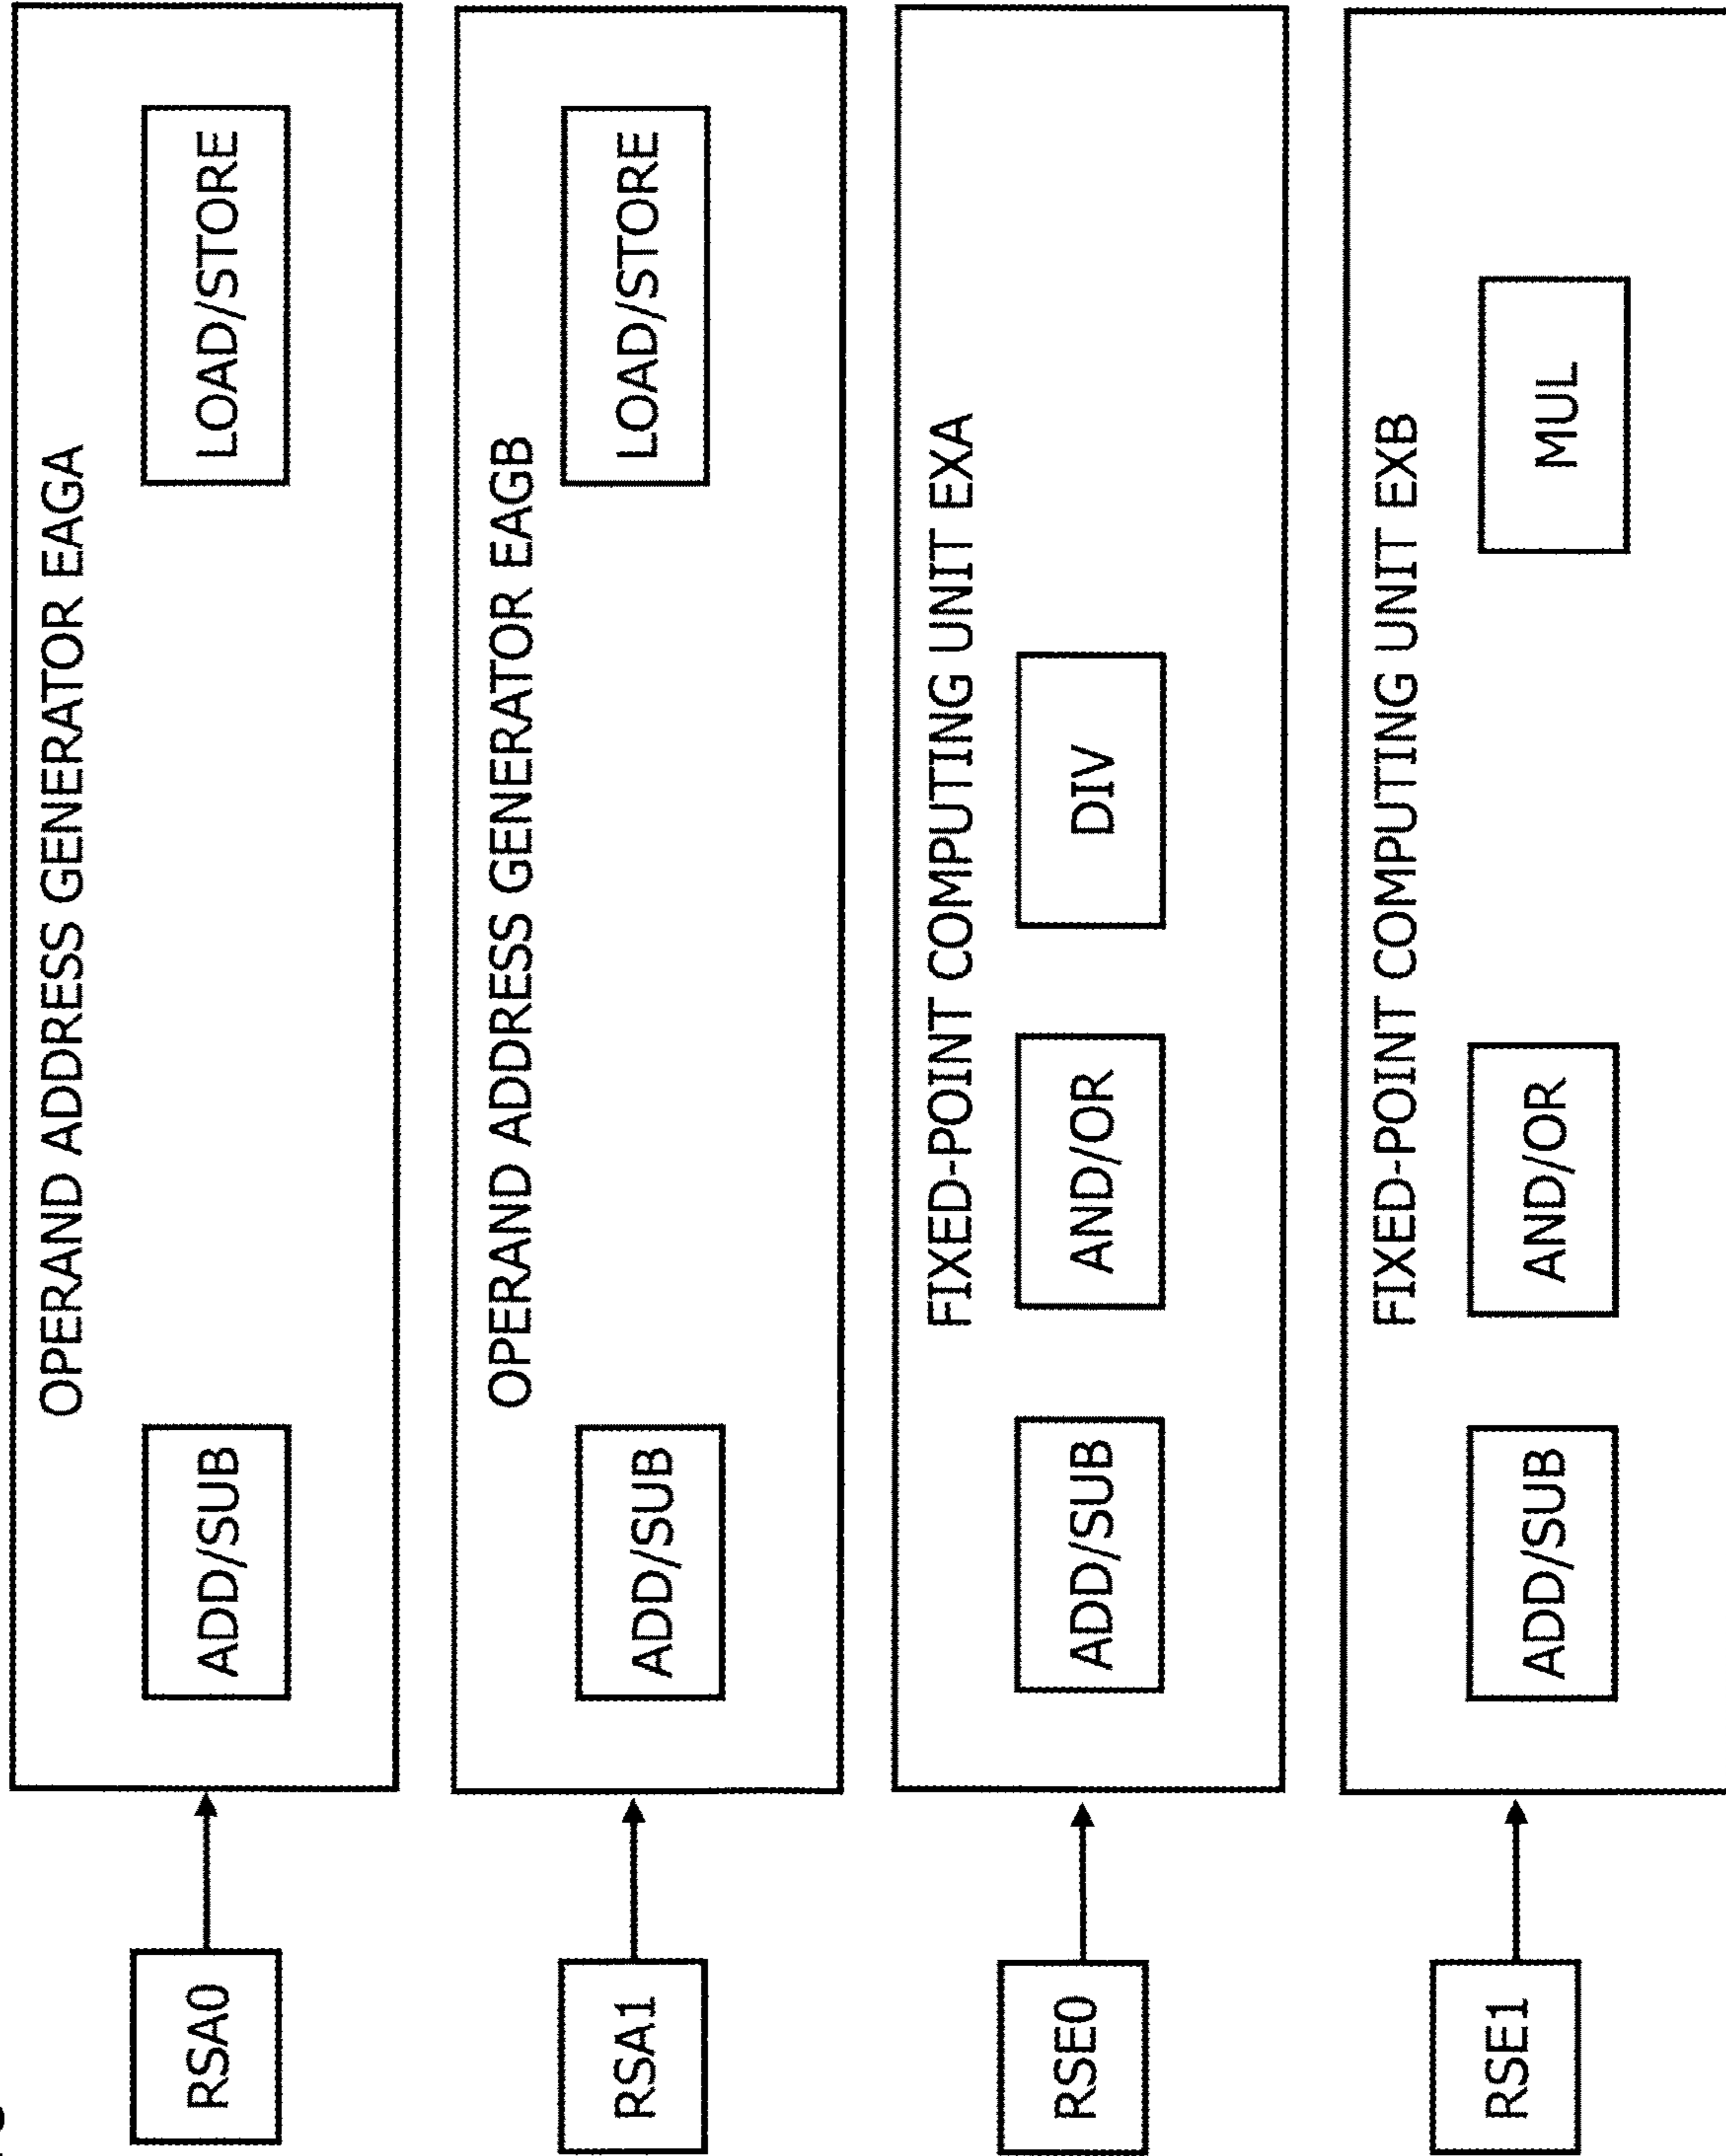 OPERAND ADDRESS GENERATOR EAGA
RSA0
ADD/SUB
LOAD/STORE
OPERAND ADDRESS GENERATOR EAGB
RSA1
ADD/SUB
LOAD/STORE
FIXED-POINT COMPUTING UNIT EXA
RSE0
ADD/SUB
AND/OR
DIV
FIXED-POINT COMPUTING UNIT EXB
RSE1
ADD/SUB
AND/OR
MUL